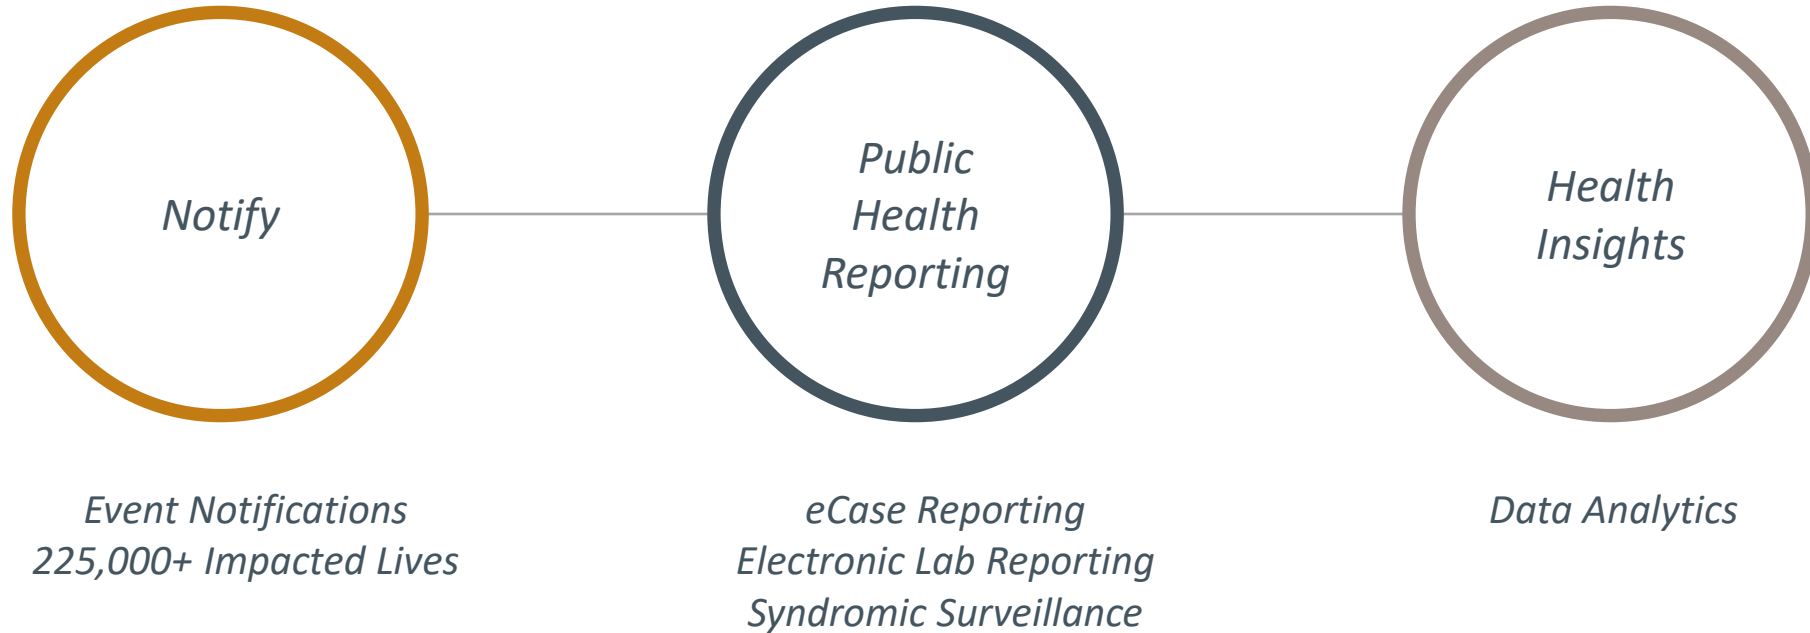 Notify
Public
Health
Reporting
Health
Insights
Event Notifications
225,000+ Impacted Lives
eCase Reporting
Electronic Lab Reporting
Syndromic Surveillance
Data Analytics